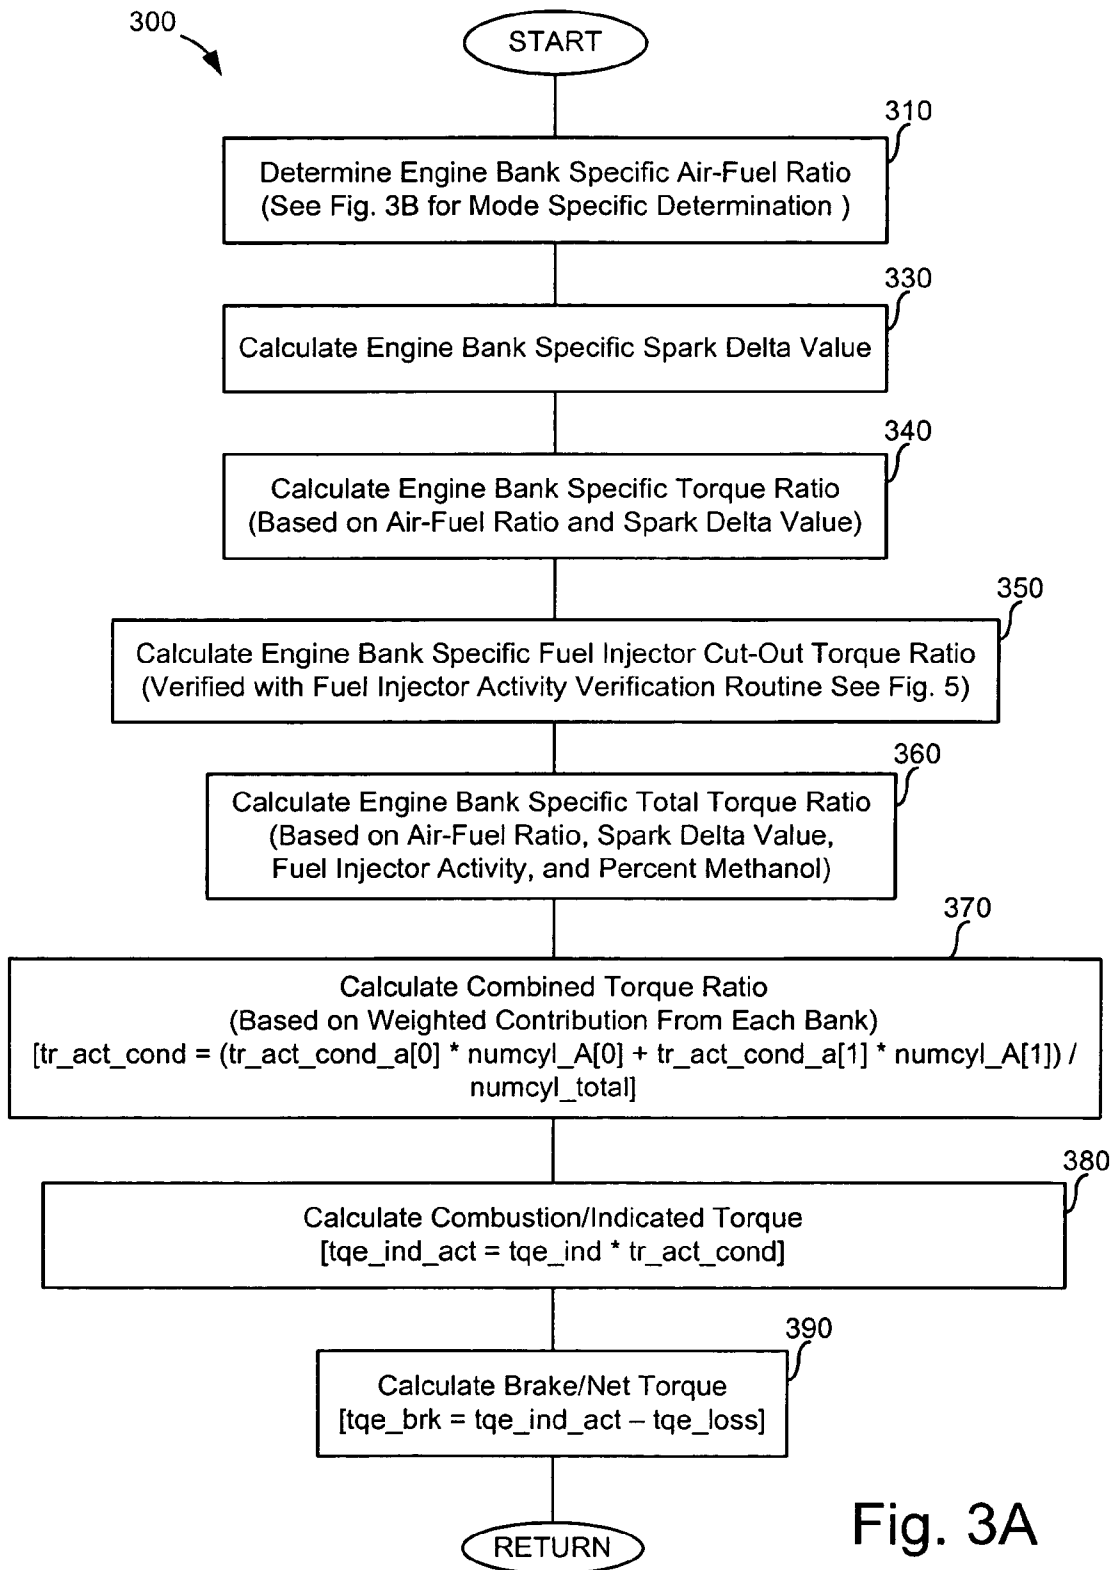 300
START
310
Determine Engine Bank Specific Air-Fuel Ratio
(See Fig. 3B for Mode Specific Determination )
330
Calculate Engine Bank Specific Spark Delta Value
340
Calculate Engine Bank Specific Torque Ratio
(Based on Air-Fuel Ratio and Spark Delta Value)
350
Calculate Engine Bank Specific Fuel Injector Cut-Out Torque Ratio
(Verified with Fuel Injector Activity Verification Routine See Fig. 5)
360
Calculate Engine Bank Specific Total Torque Ratio
(Based on Air-Fuel Ratio, Spark Delta Value,
Fuel Injector Activity, and Percent Methanol)
370
Calculate Combined Torque Ratio
(Based on Weighted Contribution From Each Bank)
[tr_act_cond = (tr_act_cond_a[0] * numcyl_A[0] + tr_act_cond_a[1] * numcyl_A[1]) /
numcyl_total]
380
Calculate Combustion/Indicated Torque
[tqe_ind_act = tqe_ind * tr_act_cond]
390
Calculate Brake/Net Torque
[tqe_brk = tqe_ind_act – tqe_loss]
RETURN
Fig. 3A